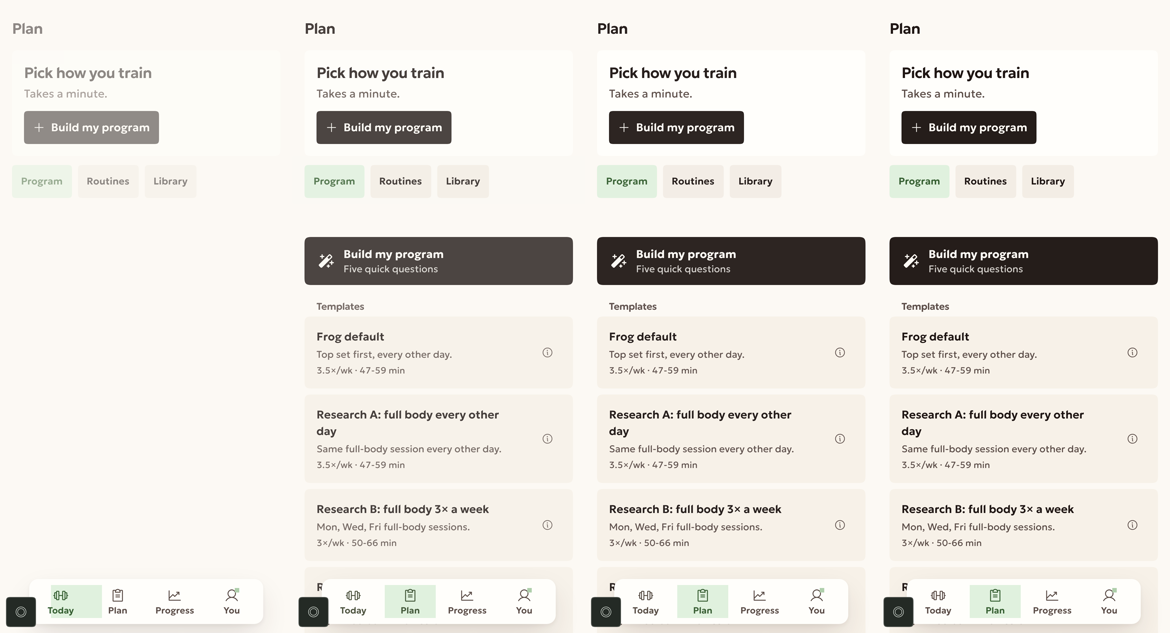 Plan
Pick how you train
Takes a minute.
+ Build my program
Program
Routines
Library
Today
Plan
Progress
You
Plan
Pick how you train
Takes a minute.
+ Build my program
Program
Routines
Library
Build my program
Five quick questions
Templates
Frog default
Top set first, every other day.
3.5×/wk · 47-59 min
Research A: full body every other
day
Same full-body session every other day.
3.5×/wk · 47-59 min
Research B: full body 3× a week
Mon, Wed, Fri full-body sessions.
3×/wk · 50-66 min
Today
Plan
Progress
You
Plan
Pick how you train
Takes a minute.
+ Build my program
Program
Routines
Library
Build my program
Five quick questions
Templates
Frog default
Top set first, every other day.
3.5×/wk · 47-59 min
Research A: full body every other
day
Same full-body session every other day.
3.5×/wk · 47-59 min
Research B: full body 3× a week
Mon, Wed, Fri full-body sessions.
3×/wk · 50-66 min
Today
Plan
Progress
You
Plan
Pick how you train
Takes a minute.
+ Build my program
Program
Routines
Library
Build my program
Five quick questions
Templates
Frog default
Top set first, every other day.
3.5×/wk · 47-59 min
Research A: full body every other
day
Same full-body session every other day.
3.5×/wk · 47-59 min
Research B: full body 3× a week
Mon, Wed, Fri full-body sessions.
3×/wk · 50-66 min
Today
Plan
Progress
You